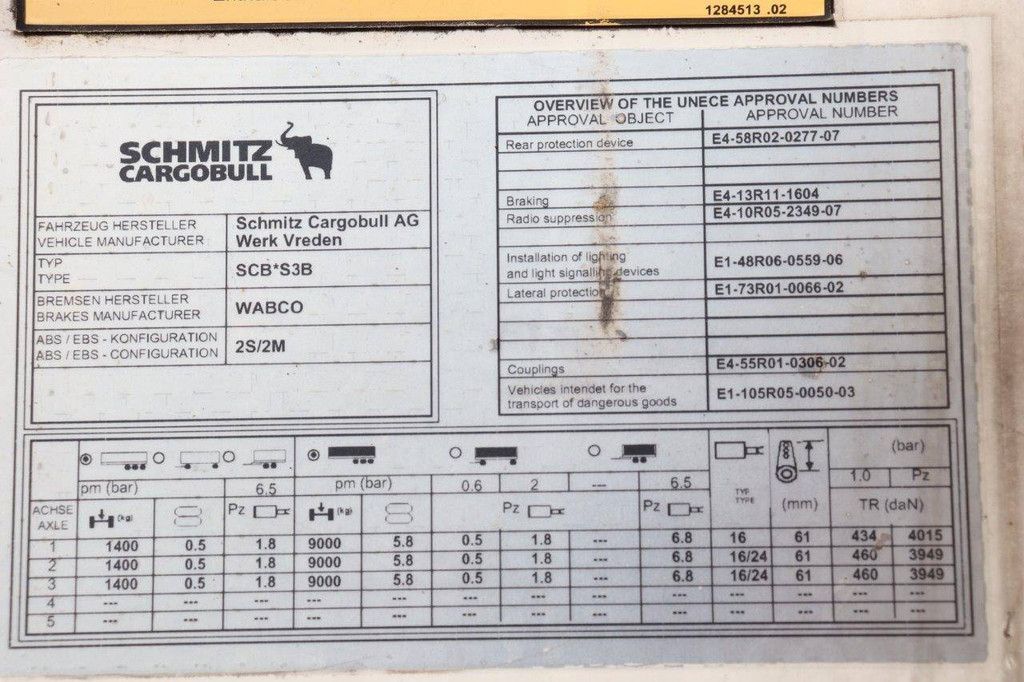 1284513 .02
SCHMITZ
CARGOBULL
FAHRZEUG HERSTELLER
VEHICLE MANUFACTURER
Schmitz Cargobull AG
Werk Vreden
TYP
TYPE
SCB*S3B
BREMSEN HERSTELLER
BRAKES MANUFACTURER
WABCO
ABS / EBS - KONFIGURATION
ABS / EBS - CONFIGURATION
2S/2M
OVERVIEW OF THE UNECE APPROVAL NUMBERS
APPROVAL OBJECT APPROVAL NUMBER
Rear protection device E4-58R02-0277-07
Braking E4-13R11-1604
Radio suppression E4-10R05-2349-07
Installation of lighting
and light signalling devices E1-48R06-0559-06
Lateral protection E1-73R01-0066-02
Couplings E4-55R01-0306-02
Vehicles intendet for the
transport of dangerous goods E1-105R05-0050-03
(bar)
pm (bar) 6.5 pm (bar) 0.6 2 --- 6.5 1.0 Pz
TYP
TYPE
ACHSE
AXLE
(kg) Pz (kg) Pz Pz (mm) TR (daN)
1 1400 0.5 1.8 9000 5.8 0.5 1.8 --- 6.8 16 61 434 4015
2 1400 0.5 1.8 9000 5.8 0.5 1.8 --- 6.8 16/24 61 460 3949
3 1400 0.5 1.8 9000 5.8 0.5 1.8 --- 6.8 16/24 61 460 3949
4 --- --- --- --- --- --- --- --- --- --- --- --- ---
5 --- --- --- --- --- --- --- --- --- --- --- --- ---